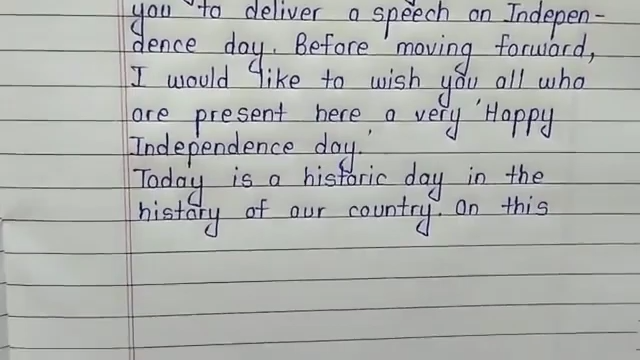 you to deliver a speech on Indepen-
dence day. Before moving forward,
I would like to wish you all who
are present here a very 'Happy
Independence day.'
Today is a historic day in the
history of our country. On this